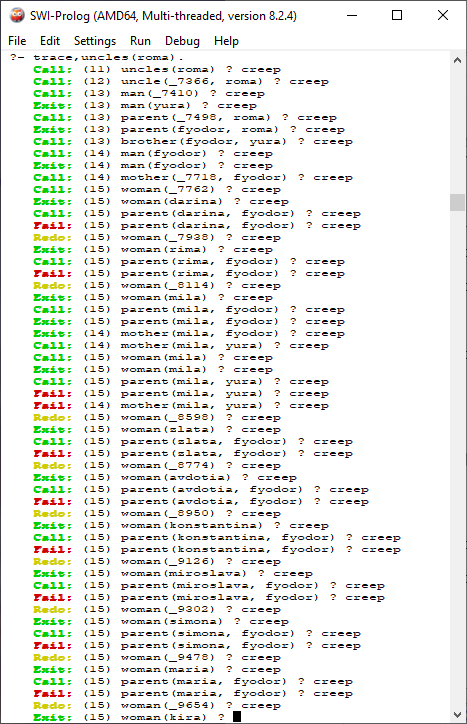 SWI-Prolog (AMD64, Multi-threaded, version 8.2.4)
File Edit Settings Run Debug Help
?- trace,uncles(roma).
Call: (11) uncles(roma) ? creep
Call: (12) uncle(_7366, roma) ? creep
Call: (13) man(_7410) ? creep
Exit: (13) man(yura) ? creep
Call: (13) parent(_7498, roma) ? creep
Exit: (13) parent(fyodor, roma) ? creep
Call: (13) brother(fyodor, yura) ? creep
Call: (14) man(fyodor) ? creep
Exit: (14) man(fyodor) ? creep
Call: (14) mother(_7718, fyodor) ? creep
Call: (15) woman(_7762) ? creep
Exit: (15) woman(darina) ? creep
Call: (15) parent(darina, fyodor) ? creep
Fail: (15) parent(darina, fyodor) ? creep
Redo: (15) woman(_7938) ? creep
Exit: (15) woman(rima) ? creep
Call: (15) parent(rima, fyodor) ? creep
Fail: (15) parent(rima, fyodor) ? creep
Redo: (15) woman(_8114) ? creep
Exit: (15) woman(mila) ? creep
Call: (15) parent(mila, fyodor) ? creep
Exit: (15) parent(mila, fyodor) ? creep
Exit: (14) mother(mila, fyodor) ? creep
Call: (14) mother(mila, yura) ? creep
Call: (15) woman(mila) ? creep
Exit: (15) woman(mila) ? creep
Call: (15) parent(mila, yura) ? creep
Fail: (15) parent(mila, yura) ? creep
Fail: (14) mother(mila, yura) ? creep
Redo: (15) woman(_8598) ? creep
Exit: (15) woman(zlata) ? creep
Call: (15) parent(zlata, fyodor) ? creep
Fail: (15) parent(zlata, fyodor) ? creep
Redo: (15) woman(_8774) ? creep
Exit: (15) woman(avdotia) ? creep
Call: (15) parent(avdotia, fyodor) ? creep
Fail: (15) parent(avdotia, fyodor) ? creep
Redo: (15) woman(_8950) ? creep
Exit: (15) woman(konstantina) ? creep
Call: (15) parent(konstantina, fyodor) ? creep
Fail: (15) parent(konstantina, fyodor) ? creep
Redo: (15) woman(_9126) ? creep
Exit: (15) woman(miroslava) ? creep
Call: (15) parent(miroslava, fyodor) ? creep
Fail: (15) parent(miroslava, fyodor) ? creep
Redo: (15) woman(_9302) ? creep
Exit: (15) woman(simona) ? creep
Call: (15) parent(simona, fyodor) ? creep
Fail: (15) parent(simona, fyodor) ? creep
Redo: (15) woman(_9478) ? creep
Exit: (15) woman(maria) ? creep
Call: (15) parent(maria, fyodor) ? creep
Fail: (15) parent(maria, fyodor) ? creep
Redo: (15) woman(_9654) ? creep
Exit: (15) woman(kira) ?